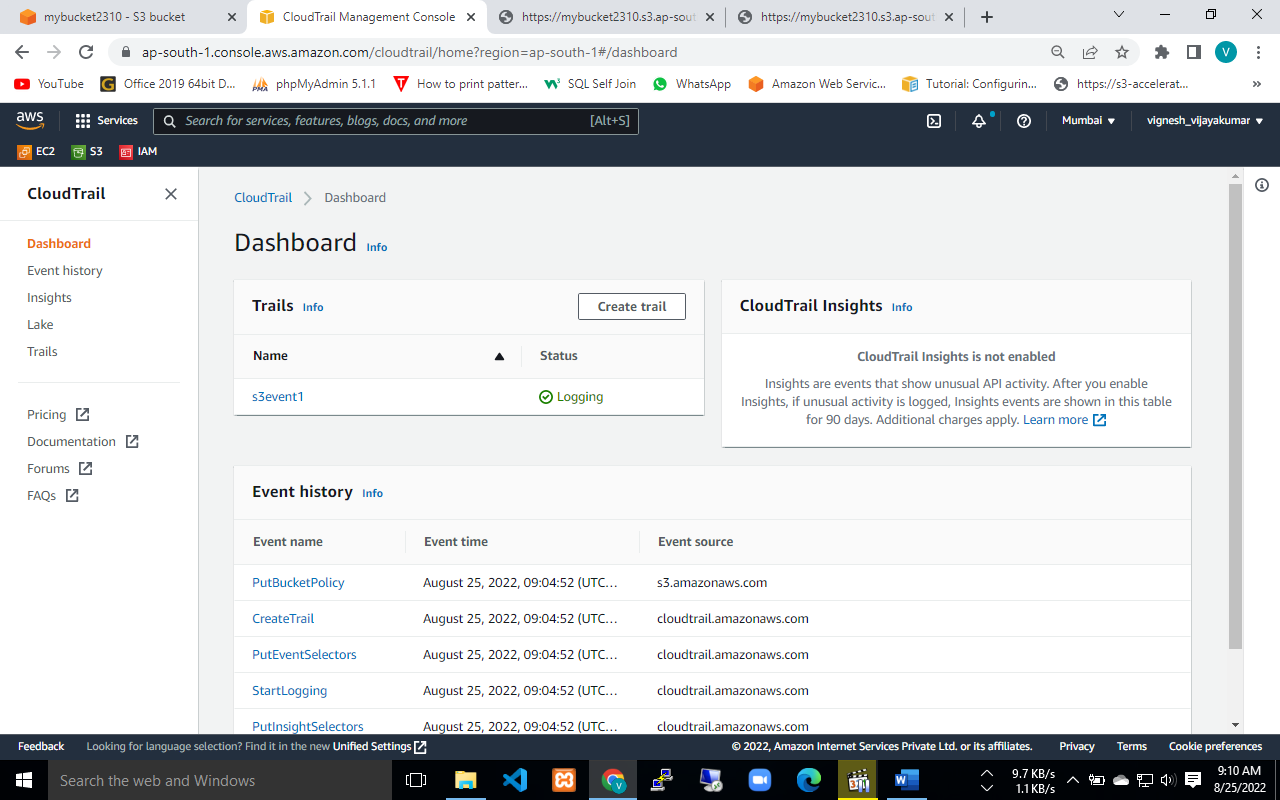 mybucket2310 - S3 bucket
CloudTrail Management Console
https://mybucket2310.s3.ap-sout
https://mybucket2310.s3.ap-sout
ap-south-1.console.aws.amazon.com/cloudtrail/home?region=ap-south-1#/dashboard
V
YouTube
Office 2019 64bit D...
phpMyAdmin 5.1.1
How to print patter...
SQL Self Join
WhatsApp
Amazon Web Servic...
Tutorial: Configurin...
https://s3-accelerat...
aws
Services
Search for services, features, blogs, docs, and more
[Alt+S]
Mumbai
vignesh_vijayakumar
EC2
S3
IAM
CloudTrail
Dashboard
Event history
Insights
Lake
Trails
Pricing
Documentation
Forums
FAQs
CloudTrail
Dashboard
Dashboard Info
Trails Info
Create trail
Name
Status
s3event1
Logging
CloudTrail Insights Info
CloudTrail Insights is not enabled
Insights are events that show unusual API activity. After you enable
Insights, if unusual activity is logged, Insights events are shown in this table
for 90 days. Additional charges apply. Learn more
Event history Info
Event name Event time Event source
PutBucketPolicy August 25, 2022, 09:04:52 (UTC... s3.amazonaws.com
CreateTrail August 25, 2022, 09:04:52 (UTC... cloudtrail.amazonaws.com
PutEventSelectors August 25, 2022, 09:04:52 (UTC... cloudtrail.amazonaws.com
StartLogging August 25, 2022, 09:04:52 (UTC... cloudtrail.amazonaws.com
PutInsightSelectors August 25, 2022, 09:04:52 (UTC... cloudtrail.amazonaws.com
Feedback
Looking for language selection? Find it in the new Unified Settings
© 2022, Amazon Internet Services Private Ltd. or its affiliates.
Privacy
Terms
Cookie preferences
Search the web and Windows
9.7 KB/s
1.1 KB/s
9:10 AM
8/25/2022